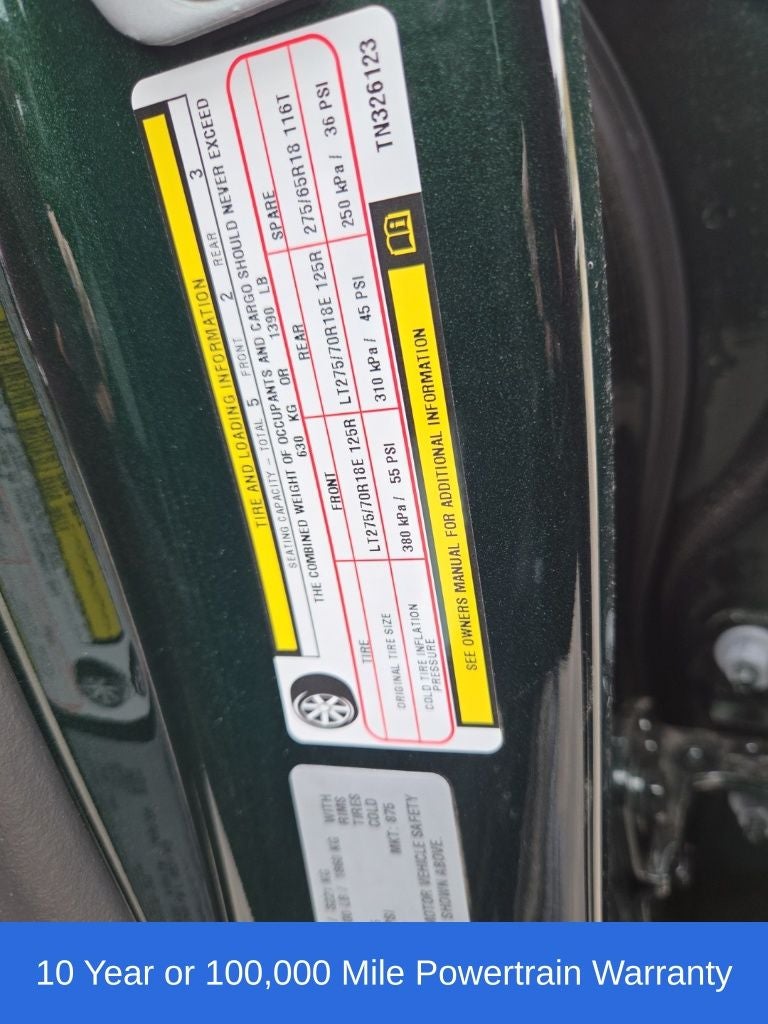 TIRE AND LOADING INFORMATION
SEATING CAPACITY – TOTAL 5 FRONT 2 REAR 3
THE COMBINED WEIGHT OF OCCUPANTS AND CARGO SHOULD NEVER EXCEED
630 KG OR 1390 LB
TIRE FRONT REAR SPARE
ORIGINAL TIRE SIZE LT275/70R18E 125R LT275/70R18E 125R 275/65R18 116T
COLD TIRE INFLATION PRESSURE 380 kPa / 55 PSI 310 kPa / 45 PSI 250 kPa / 36 PSI
SEE OWNERS MANUAL FOR ADDITIONAL INFORMATION
TN326123
WITH
RIMS
TIRES
COLD
MKT: 875
MOTOR VEHICLE SAFETY
SHOWN ABOVE.
10 Year or 100,000 Mile Powertrain Warranty